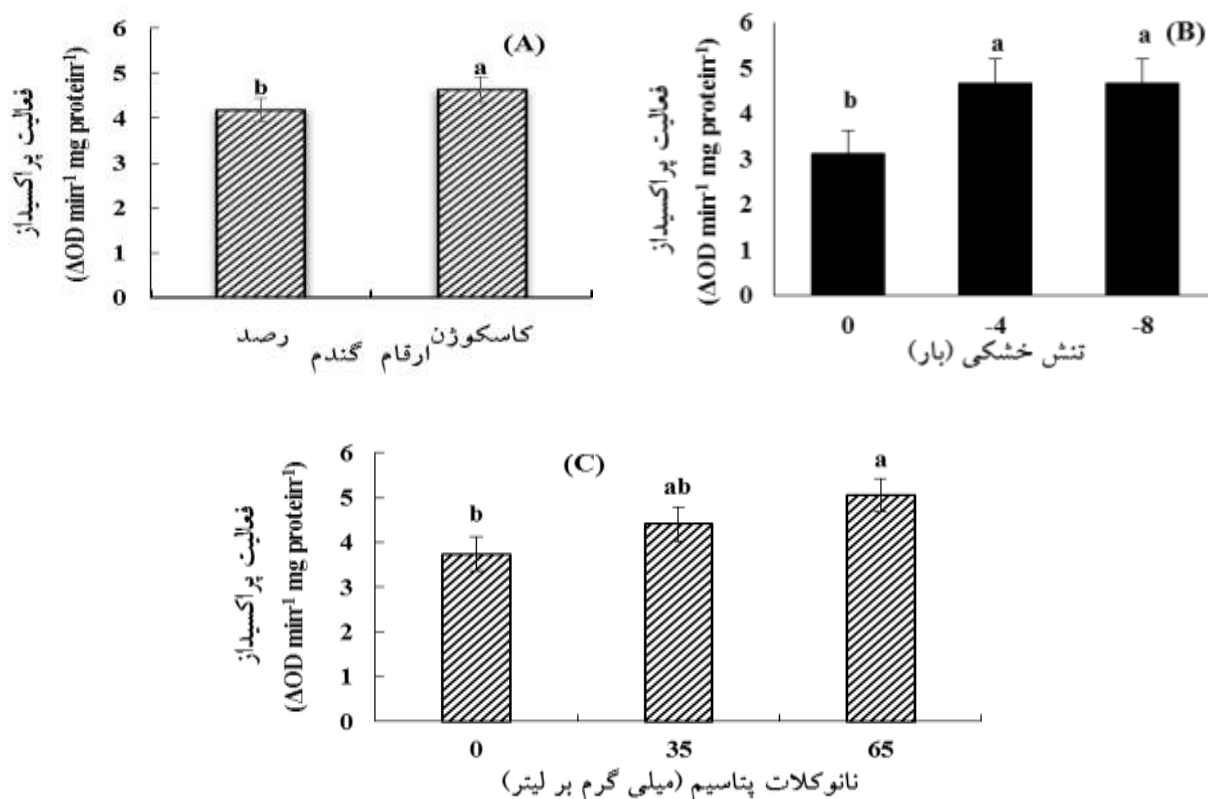 (A)
فعالیت پراکسیداز
(ΔOD min-1 mg protein-1)
6
5
4
3
2
1
0
b
a
رصد
کاسکوژن
ارقام گندم
(B)
فعالیت پراکسیداز
(ΔOD min-1 mg protein-1)
6
5
4
3
2
1
0
b
a
a
0
-4
-8
تنش خشکی (بار)
(C)
فعالیت پراکسیداز
(ΔOD min-1 mg protein-1)
6
5
4
3
2
1
0
b
ab
a
0
35
65
نانوکلات پتاسیم (میلی گرم بر لیتر)